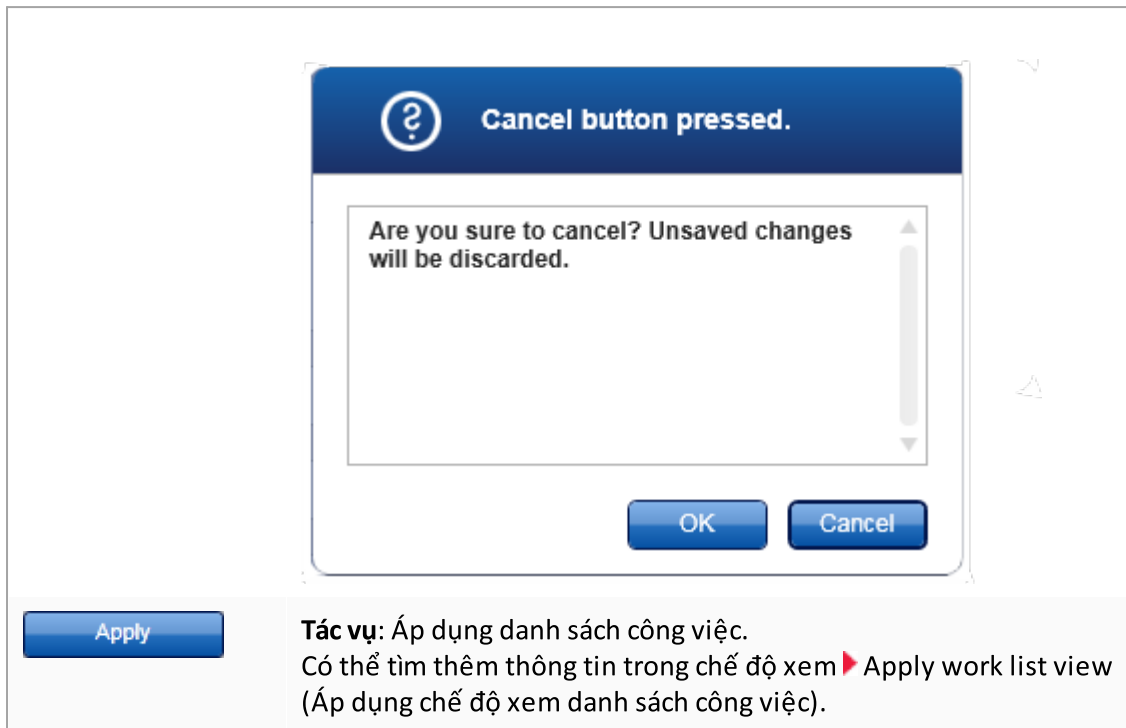 Cancel button pressed.
Are you sure to cancel? Unsaved changes
will be discarded.
OK Cancel
Apply
Tác vụ: Áp dụng danh sách công việc.
Có thể tìm thêm thông tin trong chế độ xem Apply work list view
(Áp dụng chế độ xem danh sách công việc).